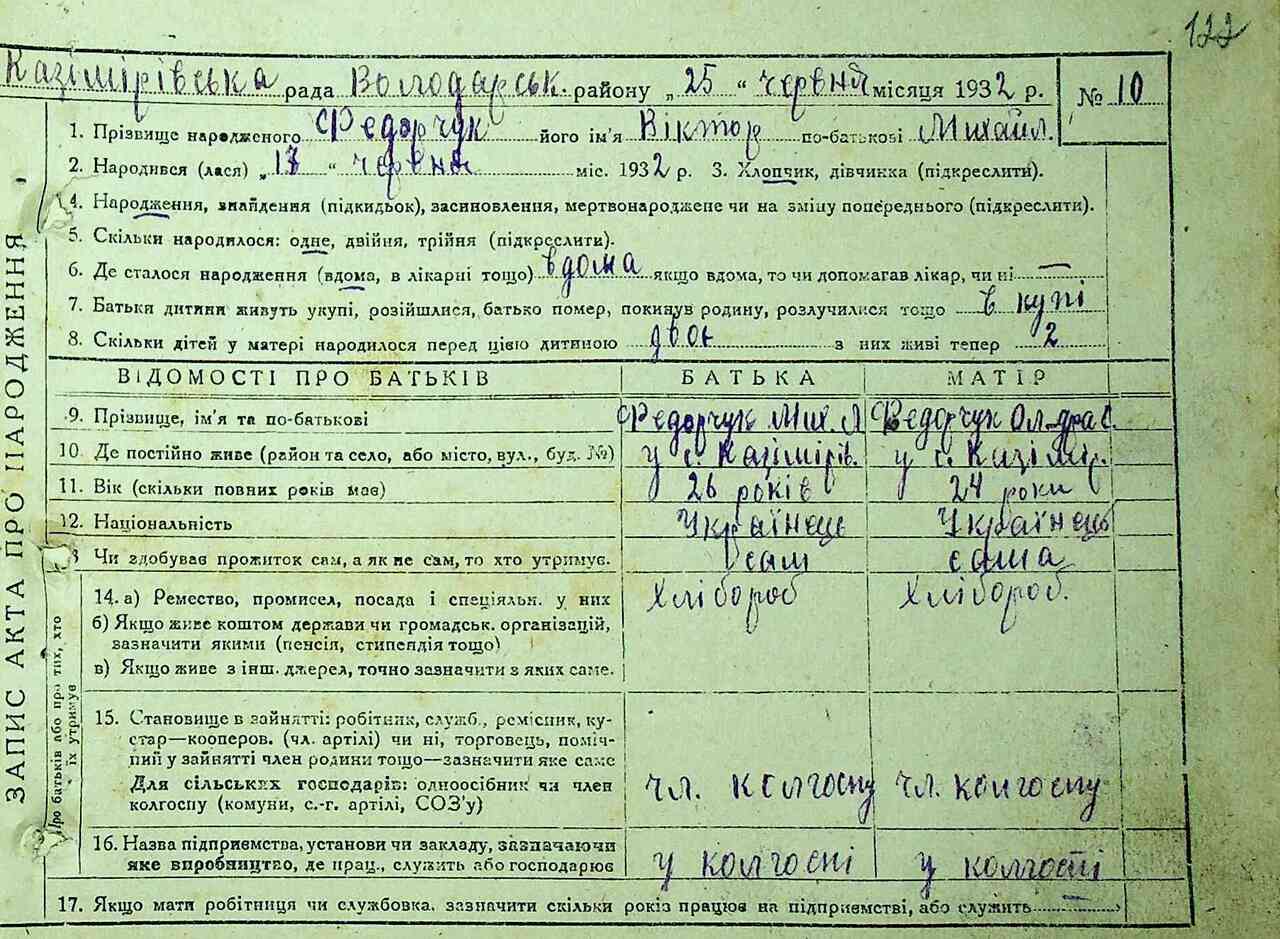 122
Казімірівська рада Володарськ. району „25“ червня місяця 1932 р. № 10
1. Прізвище народженого Федорчук його ім'я Віктор по-батькові Михайл.
2. Народився (лася) „ “ червня міс. 1932 р. 3. Хлопчик, дівчинка (підкреслити).
4. Народження, знайдення (підкидьок), засиновлення, мертвонароджене чи на зміну попереднього (підкреслити).
5. Скільки народилося: одне, двійня, трійня (підкреслити).
6. Де сталося народження (вдома, в лікарні тощо) вдома якщо вдома, то чи допомагав лікар, чи ні —
7. Батьки дитини живуть укупі, розійшлися, батько помер, покинув родину, розлучилися тощо в купі
8. Скільки дітей у матері народилося перед цією дитиною двоє з них живі тепер 2
ВІДОМОСТІ ПРО БАТЬКІВ БАТЬКА МАТІР
9. Прізвище, ім'я та по-батькові Федорчук Мих. Федорчук
10. Де постійно живе (район та село, або місто, вул., буд. №) у с. Казімірів. у с. Казімір.
11. Вік (скільки повних років має) 26 років 24 роки
12. Національність Українець Українець
13 Чи здобуває прожиток сам, а як не сам, то хто утримує. сам сама
14. а) Ремество, промисел, посада і спеціяльн. у них Хлібороб Хлібороб.
б) Якщо живе коштом держави чи громадськ. організацій,
зазначити якими (пенсія, стипендія тощо)
в) Якщо живе з інш. джерел, точно зазначити з яких саме.
15. Становище в зайнятті: робітник, служб., ремісник, ку-
стар—кооперов. (чл. артілі) чи ні, торговець, поміч-
ний у зайнятті член родини тощо—зазначити яке саме
Для сільських господарів: одноосібник чи член чл. колгоспу чл. колгоспу
колгоспу (комуни, с.-г. артілі, СОЗ'у)
16. Назва підприємства, установи чи закладу, зазначаючи
яке виробництво, де прац., служить або господарює у колгоспі у колгоспі
17. Якщо мати робітниця чи службовка, зазначити скільки років працює на підприємстві, або служить —
ЗАПИС АКТА ПРО НАРОДЖЕННЯ
Про батьків або про тих, хто
їх утримує